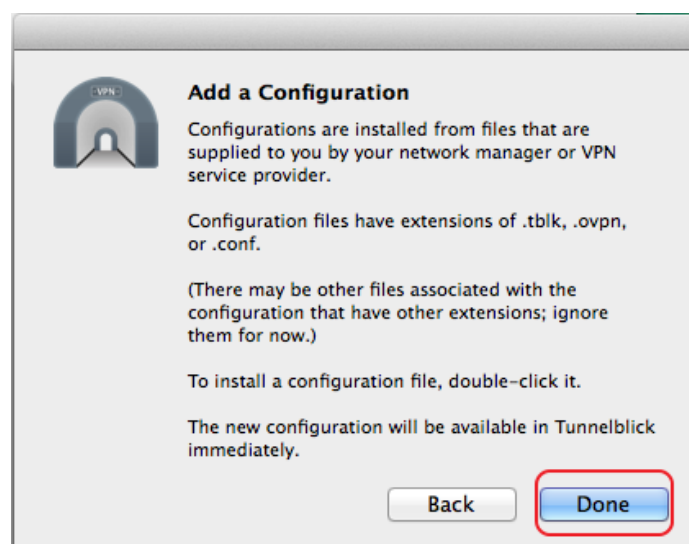 VPN
Add a Configuration
Configurations are installed from files that are
supplied to you by your network manager or VPN
service provider.
Configuration files have extensions of .tblk, .ovpn,
or .conf.
(There may be other files associated with the
configuration that have other extensions; ignore
them for now.)
To install a configuration file, double-click it.
The new configuration will be available in Tunnelblick
immediately.
Back
Done